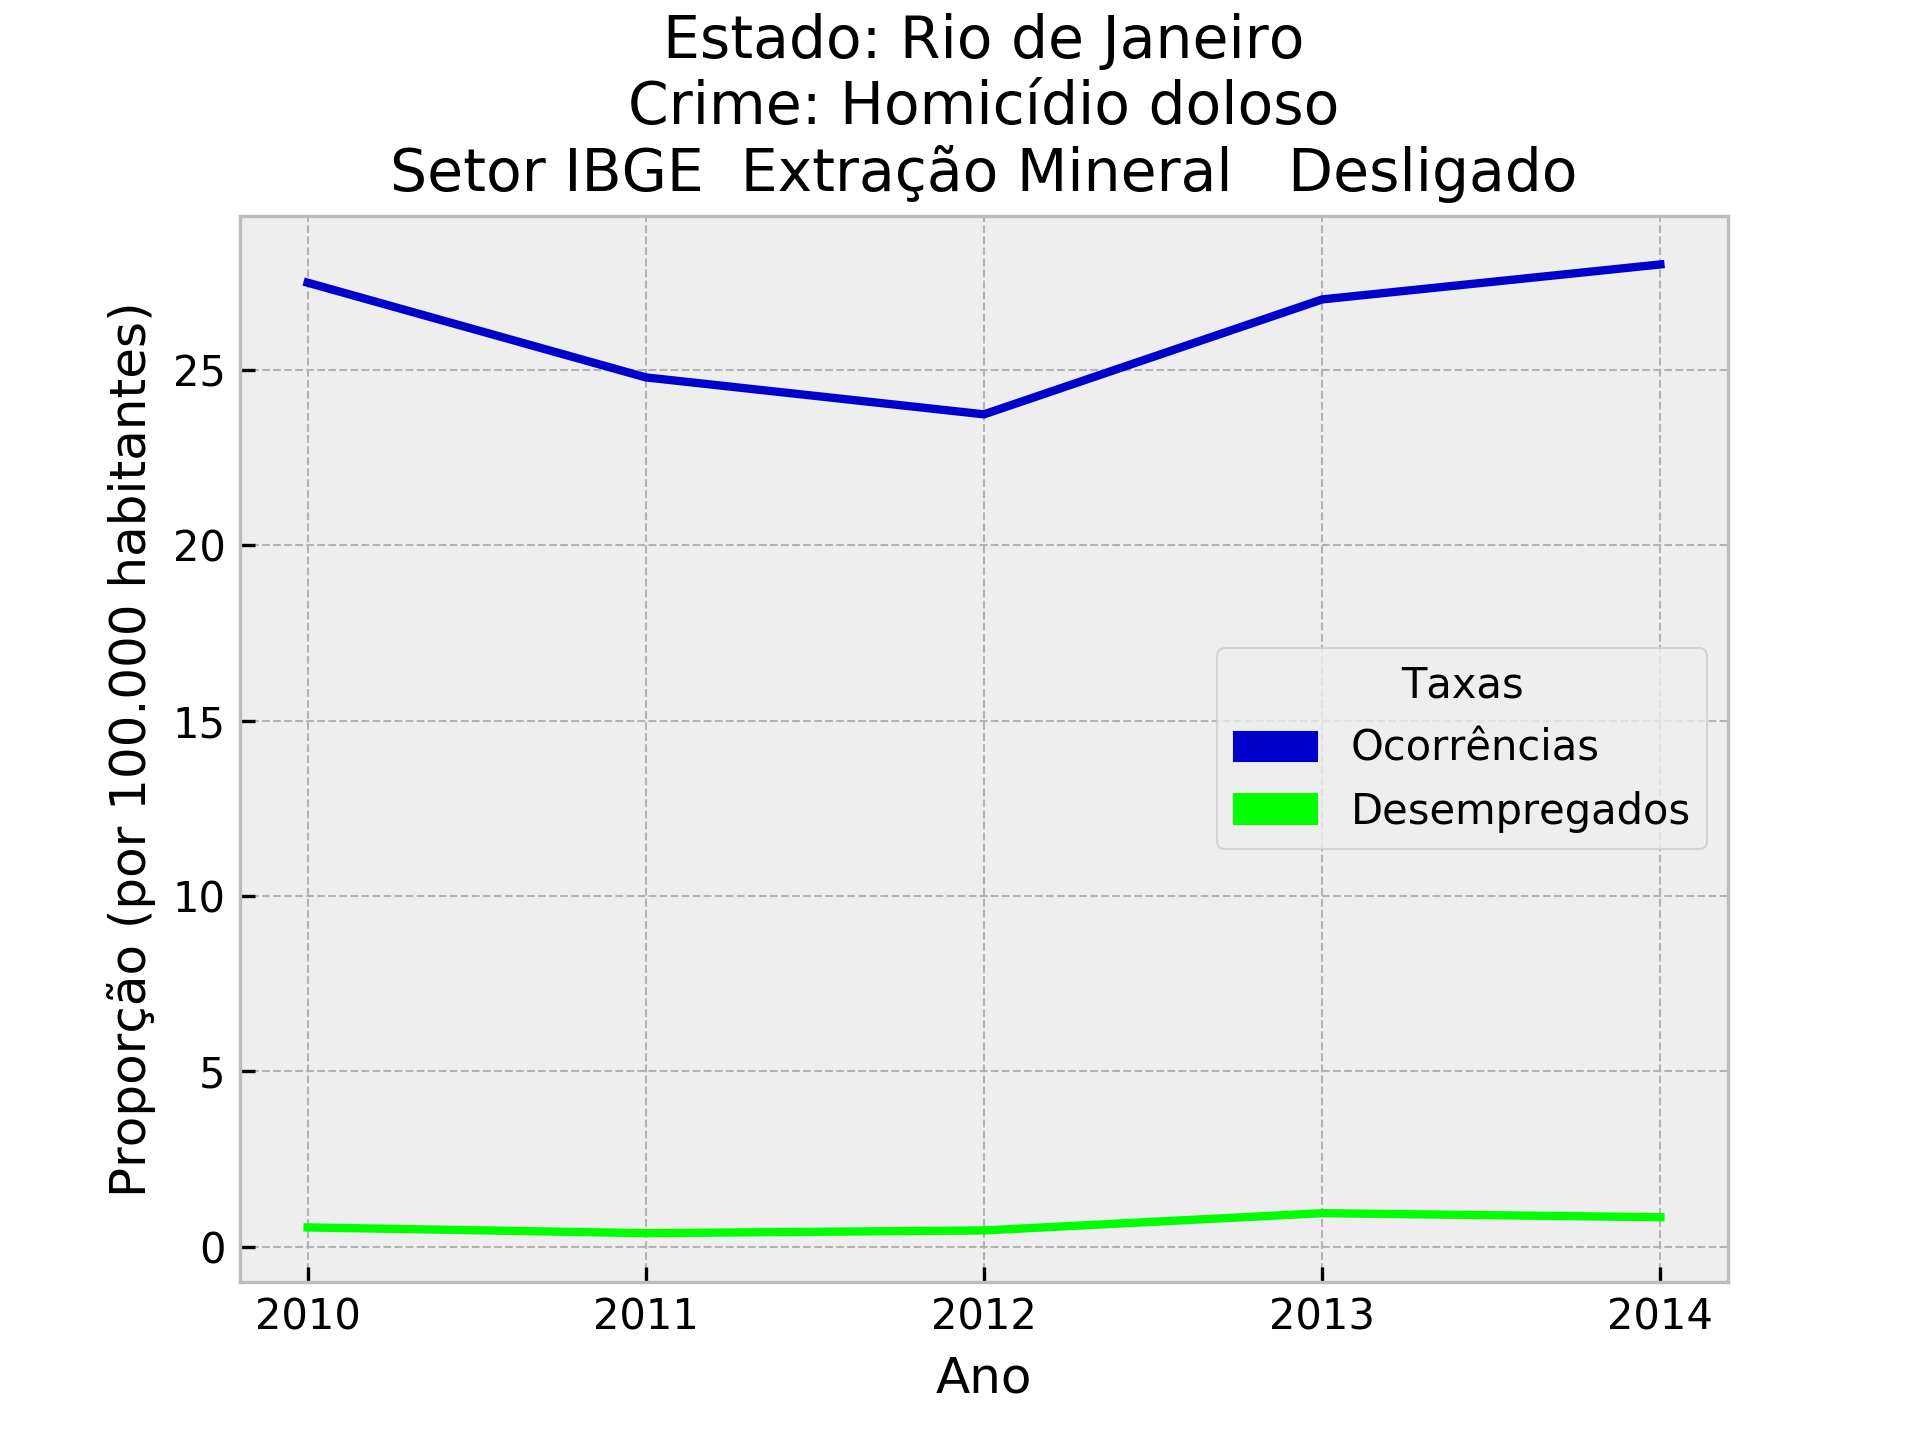 Estado: Rio de Janeiro
Crime: Homicídio doloso
Setor IBGE  Extração Mineral   Desligado
Proporção (por 100.000 habitantes)
25
20
15
10
5
0
Taxas
Ocorrências
Desempregados
2010
2011
2012
2013
2014
Ano